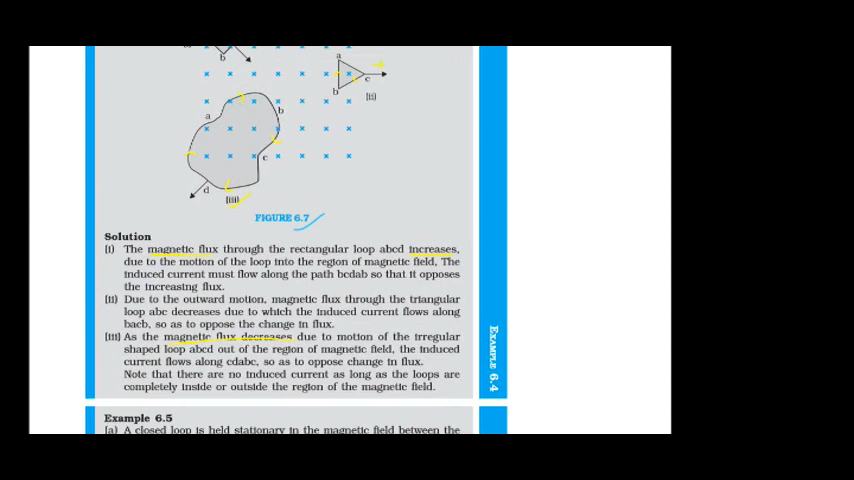 b
a
c
b
(ii)
a
b
c
d
(iii)
FIGURE 6.7
Solution
(i) The magnetic flux through the rectangular loop abcd increases,
due to the motion of the loop into the region of magnetic field, The
induced current must flow along the path bcdab so that it opposes
the increasing flux.
(ii) Due to the outward motion, magnetic flux through the triangular
loop abc decreases due to which the induced current flows along
bacb, so as to oppose the change in flux.
(iii) As the magnetic flux decreases due to motion of the irregular
shaped loop abcd out of the region of magnetic field, the induced
current flows along cdabc, so as to oppose change in flux.
Note that there are no induced current as long as the loops are
completely inside or outside the region of the magnetic field.
EXAMPLE 6.4
Example 6.5
(a) A closed loop is held stationary in the magnetic field between the